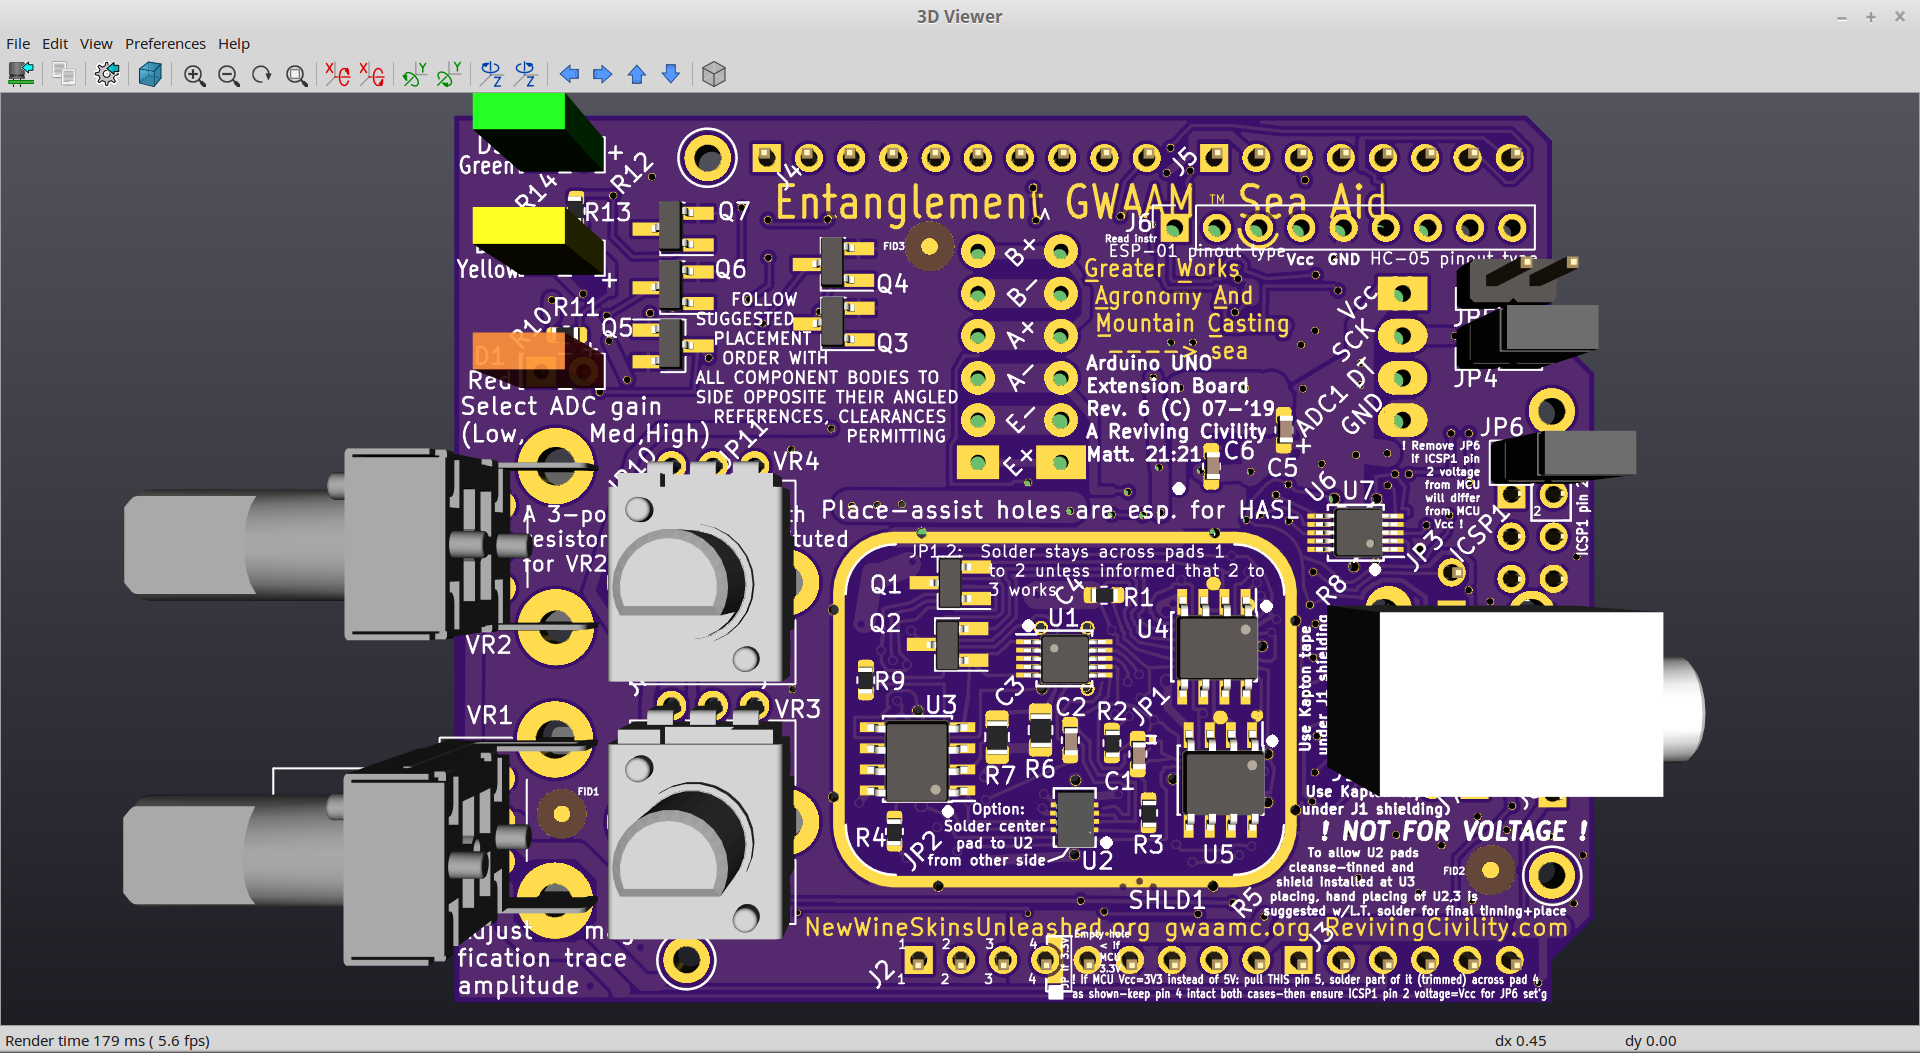 3D Viewer
File Edit View Preferences Help
Green
R14
R12
R13
Q7
J4
J5
Entanglement GWAAM ™ Sea Aid
J6
Read instr
ESP-01 pinout type
Vcc GND HC-05 pinout type
FID3
Yellow
Q6
Q4
R11
R10
Q5
Q3
FOLLOW
SUGGESTED
PLACEMENT
ORDER WITH
ALL COMPONENT BODIES TO
SIDE OPPOSITE THEIR ANGLED
REFERENCES, CLEARANCES
PERMITTING
B+
B-
A+
A-
E-
E+
Greater Works
Agronomy And
Mountain Casting
----> sea
Arduino UNO
Extension Board
Rev. 6 (C) 07-'19
A Reviving Civility
Matt. 21:21
Vcc
SCK
DT
GND
ADC1
JP4
JP6
D1
Red
Select ADC gain
(Low, Med,High)
JP11
VR4
C6
C5
! Remove JP6
if ICSP1 pin
2 voltage
from MCU
will differ
from MCU
Vcc !
2
ICSP1 pin 2
ICSP1
JP3
U6
U7
R8
Place-assist holes are esp. for HASL
A 3-po
for VR2
VR2
VR1
VR3
JP1 2: Solder stays across pads 1
to 2 unless informed that 2 to
3 works
Q1
Q2
C4
R1
U1
U4
R9
C3
U3
C2
R2
JP1
R7
R6
C1
R4
JP2
Option:
Solder center
pad to U2
from other side
U2
R3
U5
SHLD1
R5
FID1
Use Kapton tape
under J1 shielding
under J1 shielding)
! NOT FOR VOLTAGE !
To allow U2 pads
cleanse-tinned and
shield installed at U3
placing, hand placing of U2,3 is
suggested w/L.T. solder for final tinning+place
FID2
NewWineSkinsUnleashed.org gwaamc.org RevivingCivility.com
fication trace
amplitude
J2
J3
1 2 3 4
1 2 3 4
Empty hole
< if
MCU
3.3V
! If MCU Vcc=3V3 instead of 5V: pull THIS pin 5, solder part of it (trimmed) across pad 4
as shown-keep pin 4 intact both cases-then ensure ICSP1 pin 2 voltage=Vcc for JP6 set'g
Render time 179 ms ( 5.6 fps)
dx 0.45
dy 0.00